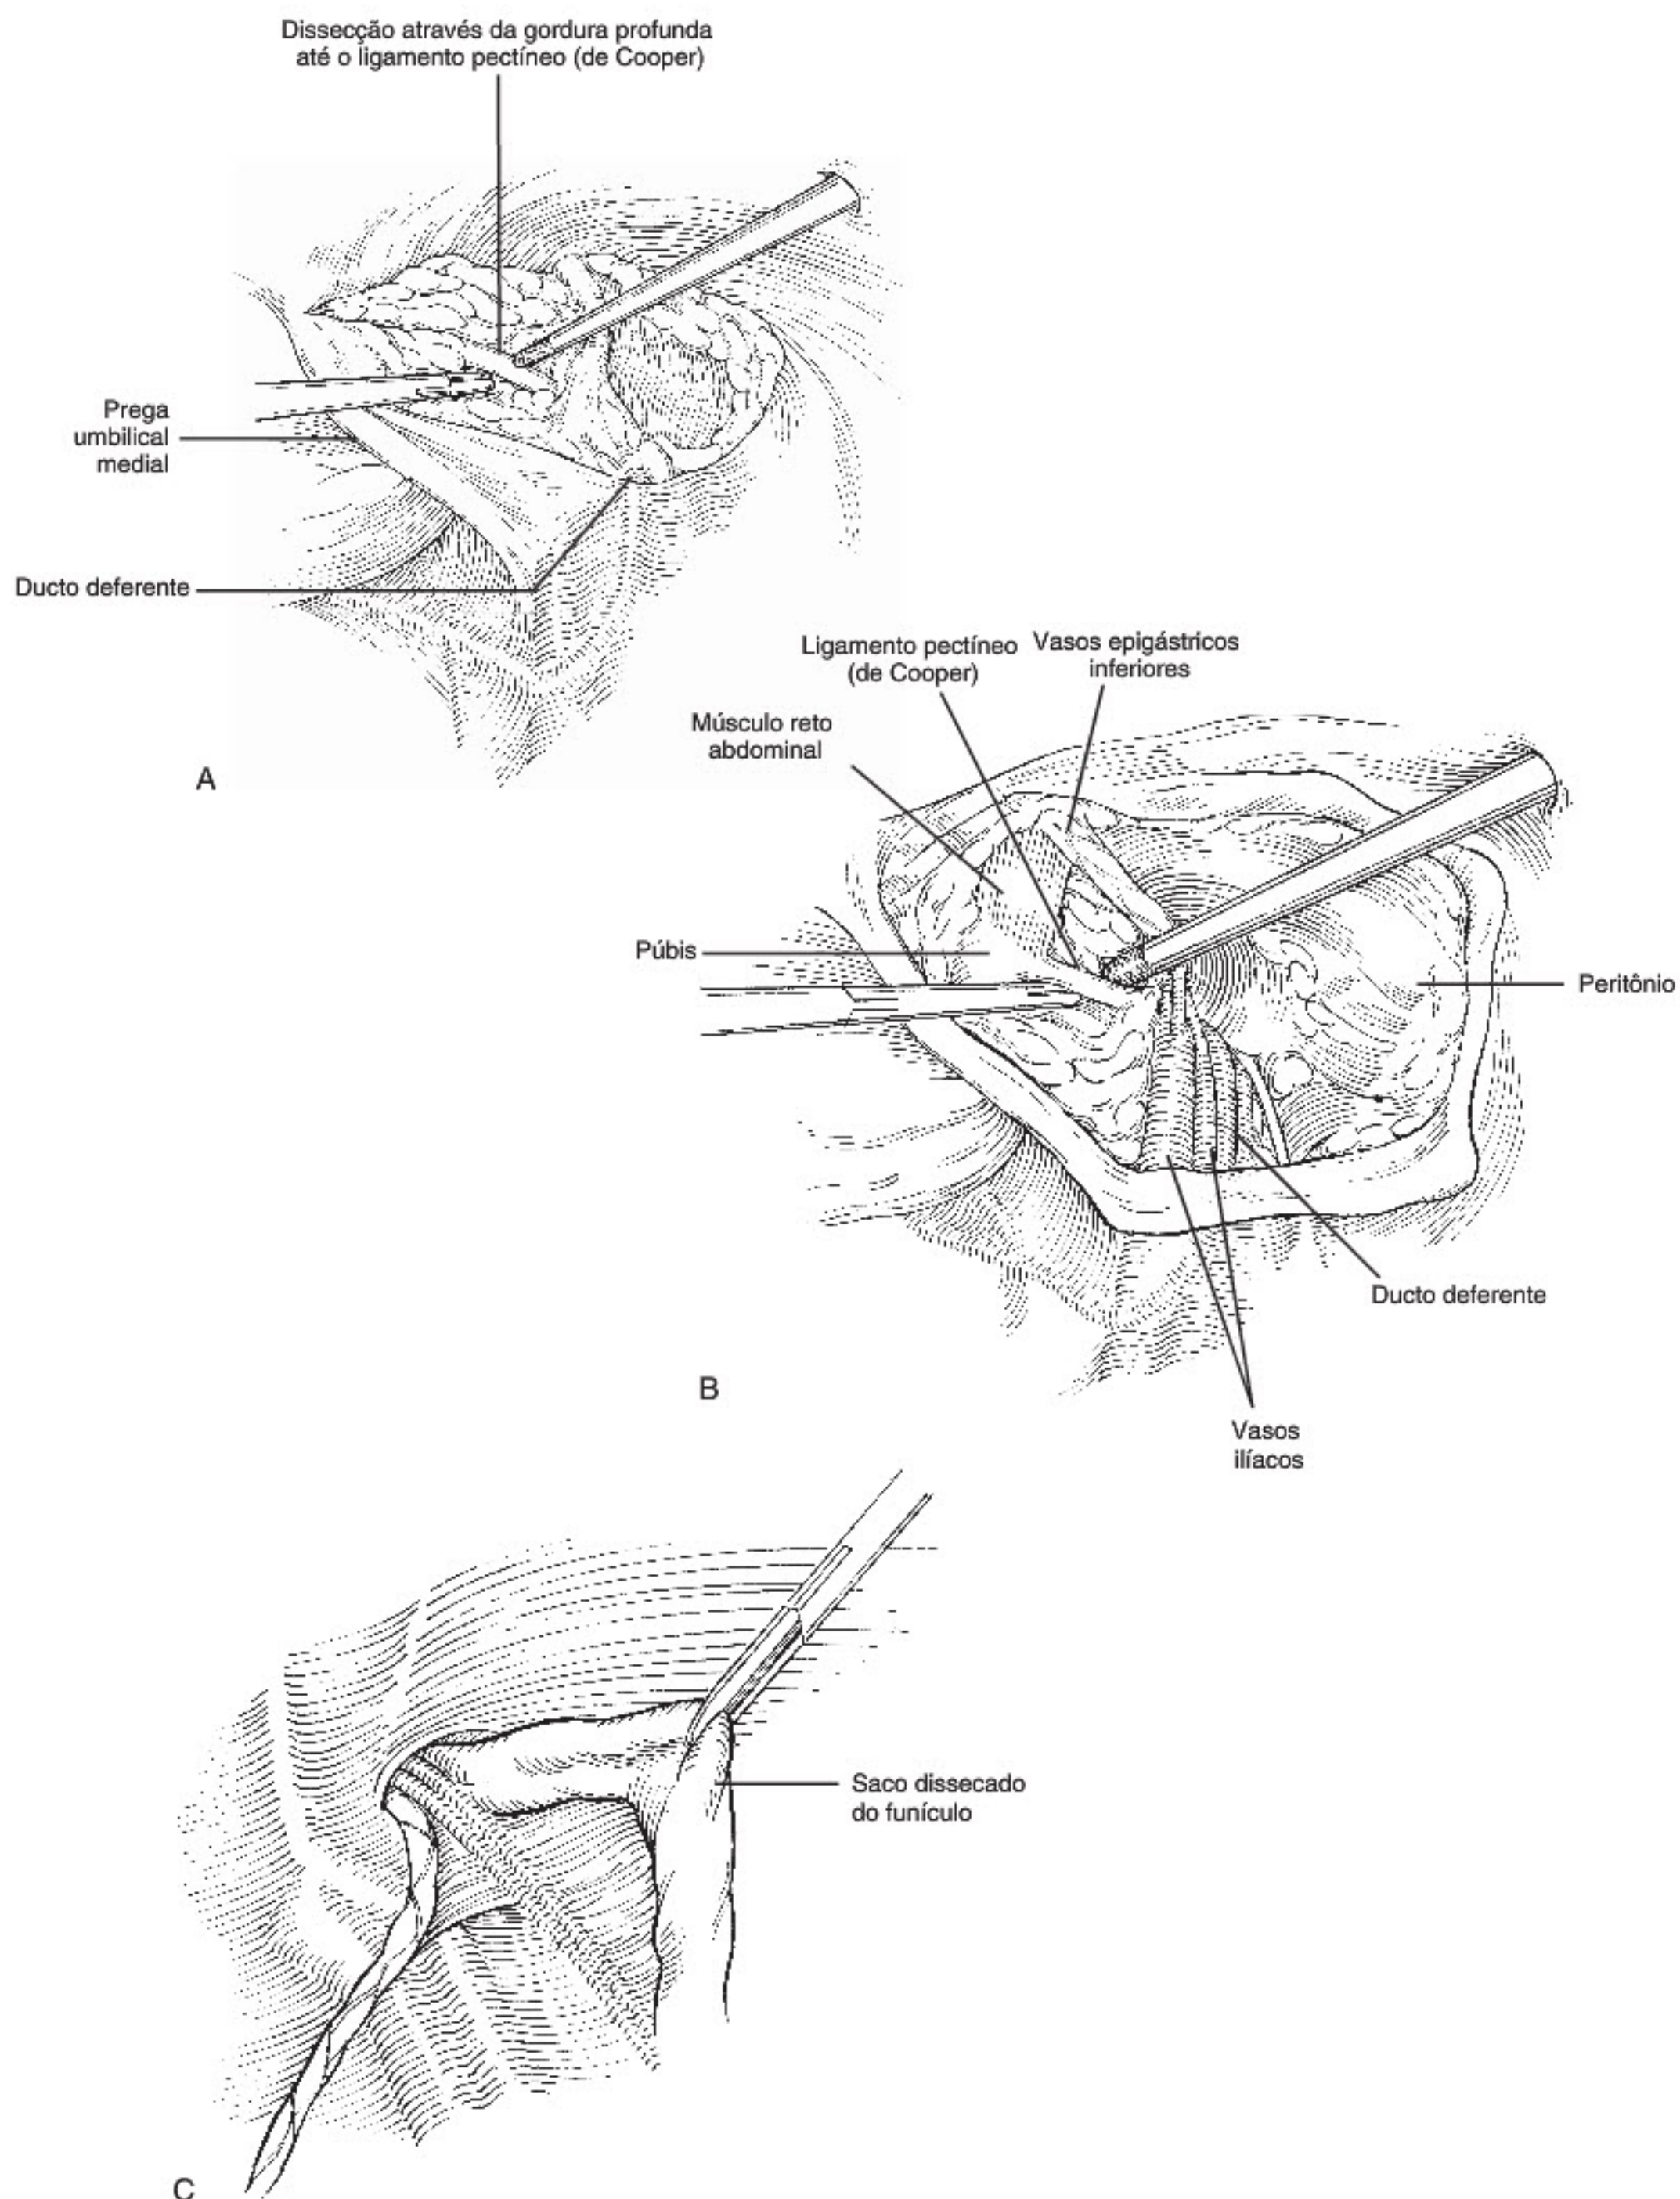 Dissecção através da gordura profunda
até o ligamento pectíneo (de Cooper)
Prega
umbilical
medial
Ducto deferente
A
Ligamento pectíneo
(de Cooper)
Vasos epigástricos
inferiores
Músculo reto
abdominal
Púbis
Peritônio
Ducto deferente
B
Vasos
ilíacos
Saco dissecado
do funículo
C